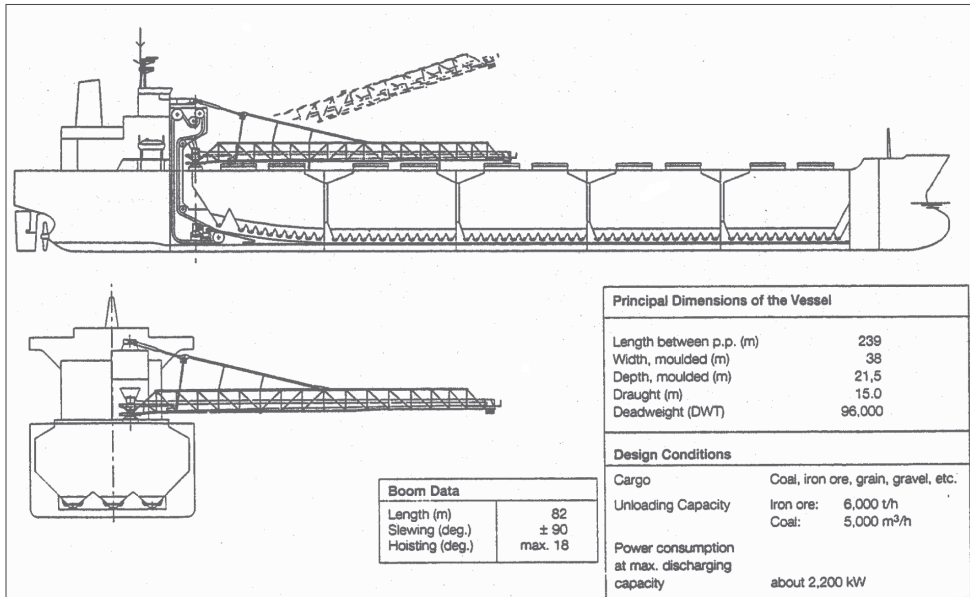 Principal Dimensions of the Vessel
Length between p.p. (m) 239
Width, moulded (m) 38
Depth, moulded (m) 21,5
Draught (m) 15.0
Deadweight (DWT) 96,000
Design Conditions
Cargo Coal, iron ore, grain, gravel, etc.
Unloading Capacity Iron ore: 6,000 t/h
Coal: 5,000 m³/h
Power consumption
at max. discharging
capacity about 2,200 kW
Boom Data
Length (m) 82
Slewing (deg.) ± 90
Hoisting (deg.) max. 18